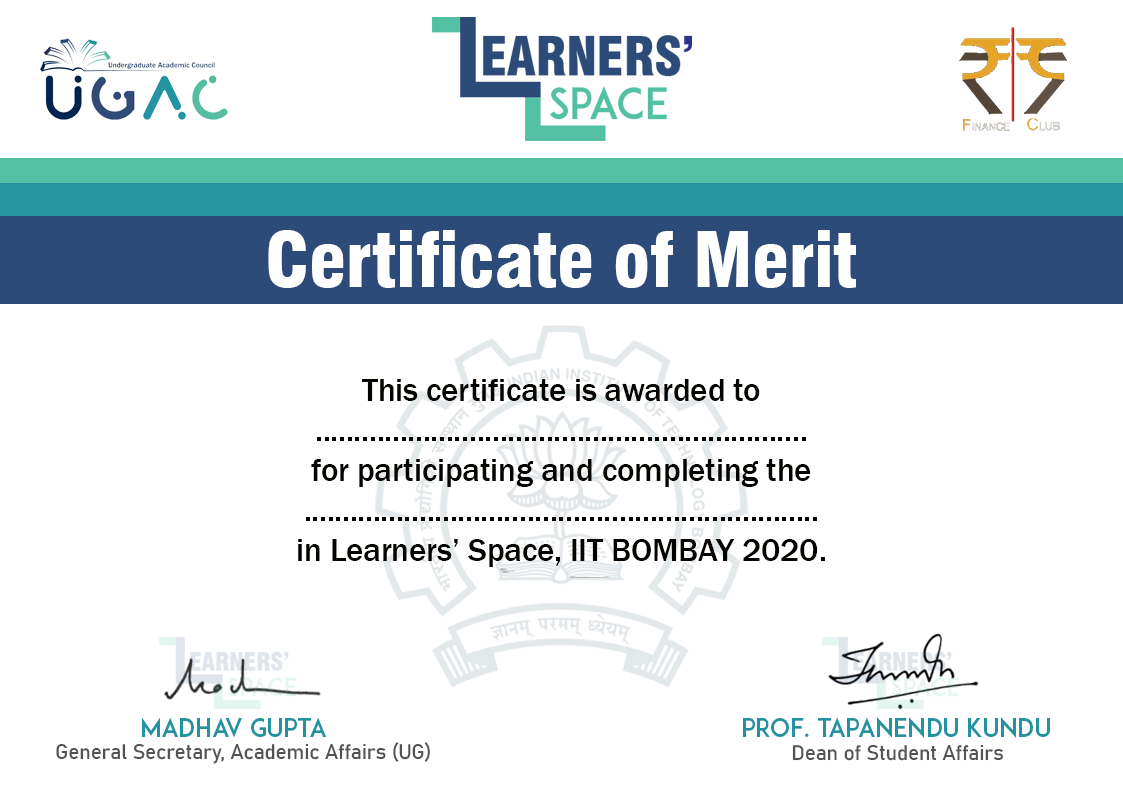 Undergraduate Academic Council
UGAC
LEARNERS'
SPACE
FINANCE CLUB
Certificate of Merit
INDIAN INSTITUTE OF TECHNOLOGY BOMBAY
This certificate is awarded to
................................................................
for participating and completing the
...................................................................
in Learners' Space, IIT BOMBAY 2020.
ज्ञानम् परमम् ध्येयम्
LEARNERS'
SPACE
LEARNERS'
SPACE
MADHAV GUPTA
General Secretary, Academic Affairs (UG)
PROF. TAPANENDU KUNDU
Dean of Student Affairs